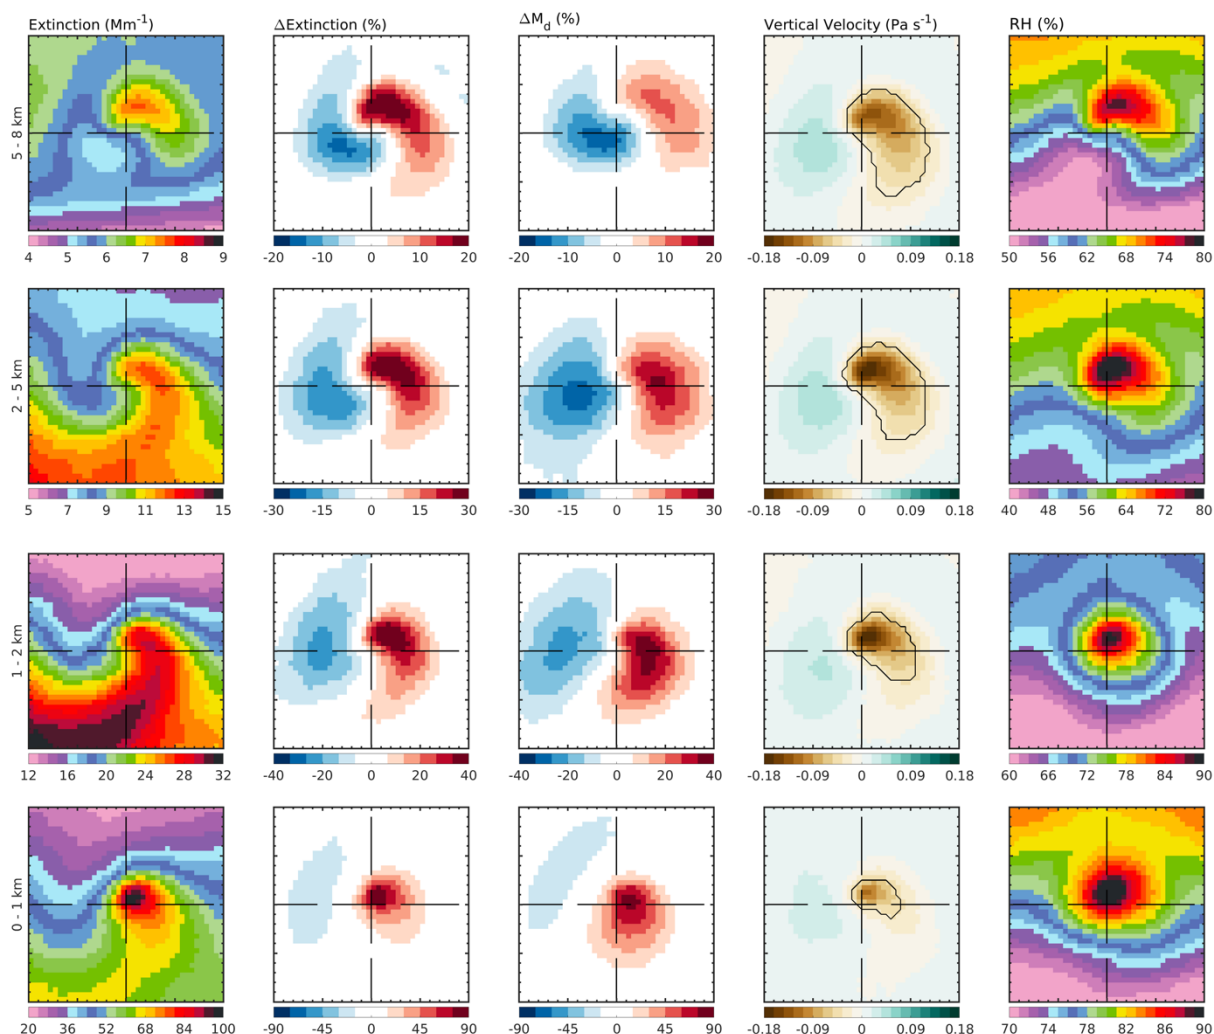 Extinction (Mm⁻¹) ΔExtinction (%) ΔM_d (%) Vertical Velocity (Pa s⁻¹) RH (%)
5 - 8 km
4 5 6 7 8 9 -20 -10 0 10 20 -20 -10 0 10 20 -0.18 -0.09 0 0.09 0.18 50 56 62 68 74 80
2 - 5 km
5 7 9 11 13 15 -30 -15 0 15 30 -30 -15 0 15 30 -0.18 -0.09 0 0.09 0.18 40 48 56 64 72 80
1 - 2 km
12 16 20 24 28 32 -40 -20 0 20 40 -40 -20 0 20 40 -0.18 -0.09 0 0.09 0.18 60 66 72 78 84 90
0 - 1 km
20 36 52 68 84 100 -90 -45 0 45 90 -90 -45 0 45 90 -0.18 -0.09 0 0.09 0.18 70 74 78 82 86 90